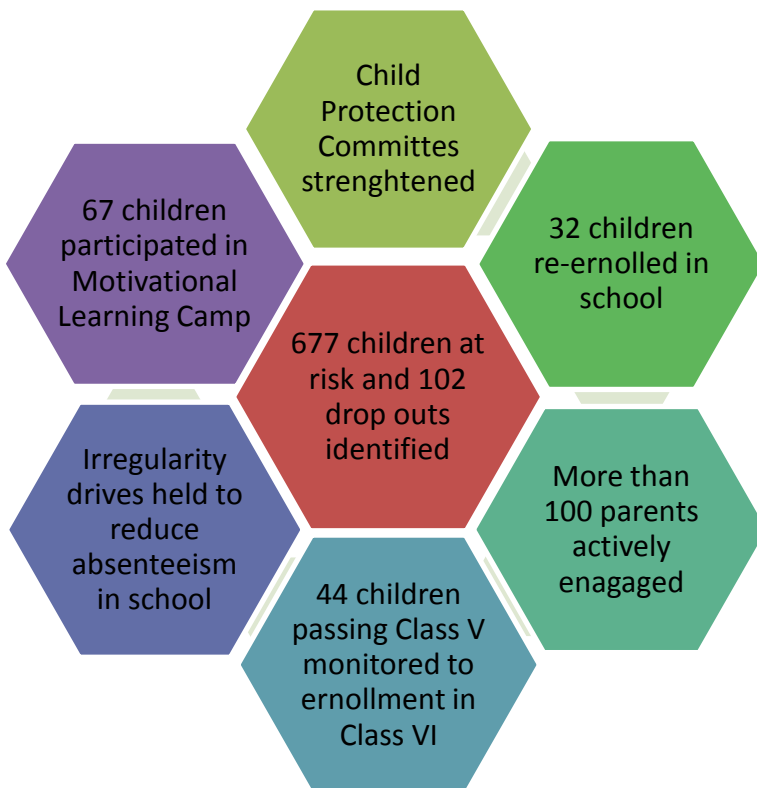 Child
Protection
Committes
strenghtened
67 children
participated in
Motivational
Learning Camp
32 children
re-ernolled in
school
677 children at
risk and 102
drop outs
identified
Irregularity
drives held to
reduce
absenteeism
in school
More than
100 parents
actively
enagaged
44 children
passing Class V
monitored to
ernollment in
Class VI